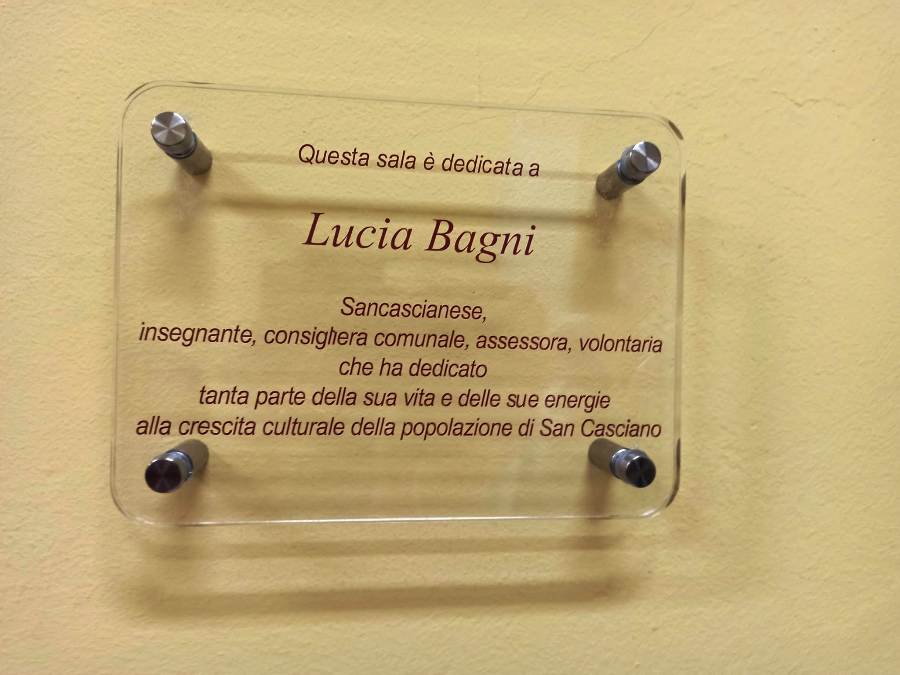 Questa sala è dedicata a
Lucia Bagni
Sancascianese,
insegnante, consigliera comunale, assessora, volontaria
che ha dedicato
tanta parte della sua vita e delle sue energie
alla crescita culturale della popolazione di San Casciano